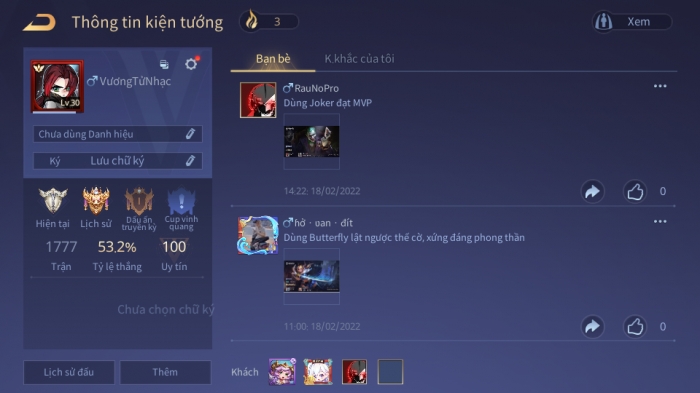 Thông tin kiện tướng
3
Xem
VươngTửNhạc
Lv.30
Chưa dùng Danh hiệu
Ký Lưu chữ ký
Hiện tại
Lịch sử
Dấu ấn truyền kỳ
Cup vinh quang
1777
53,2%
100
Trận
Tỷ lệ thắng
Uy tín
Chưa chọn chữ ký
Lịch sử đấu
Thêm
Bạn bè
K.khắc của tôi
RauNoPro
Dùng Joker đạt MVP
14:22 18/02/2022
0
Dùng Butterfly lật ngược thế cờ, xứng đáng phong thần
11:00 18/02/2022
0
Khách